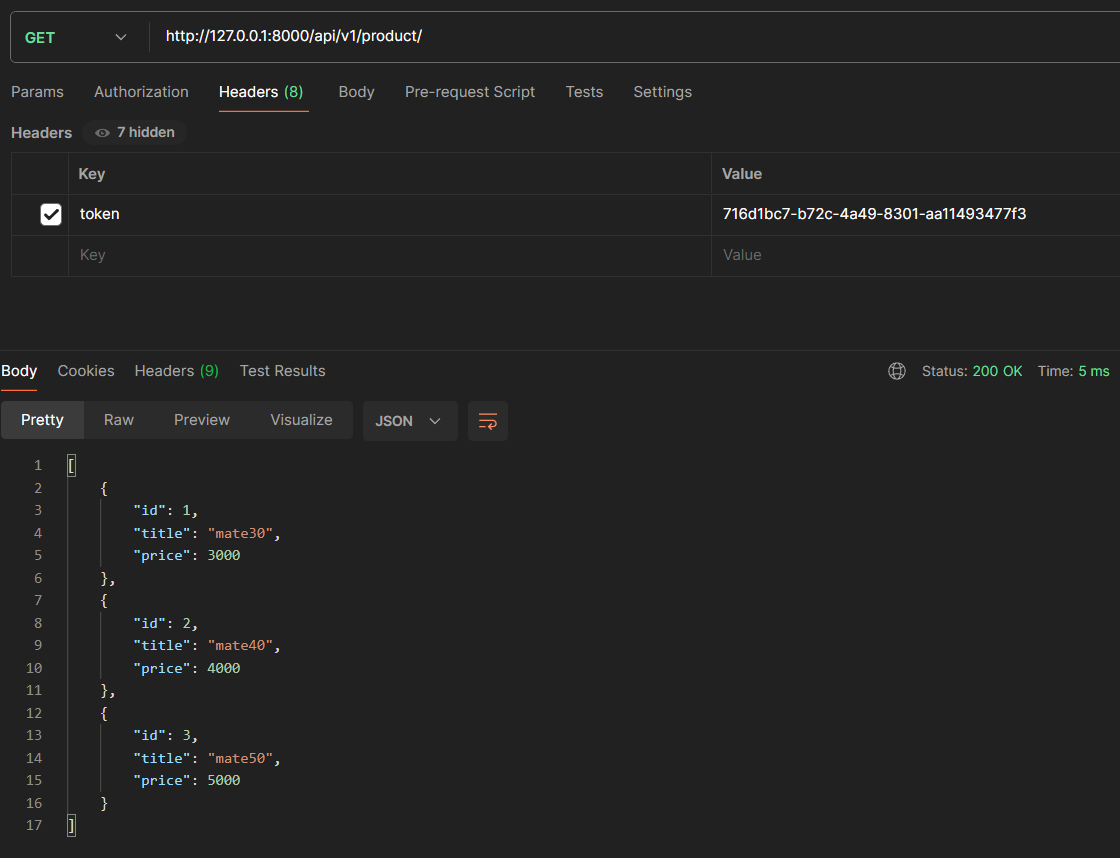 GET http://127.0.0.1:8000/api/v1/product/
Params Authorization Headers (8) Body Pre-request Script Tests Settings
Headers 7 hidden
Key Value
token 716d1bc7-b72c-4a49-8301-aa11493477f3
Key Value
Body Cookies Headers (9) Test Results Status: 200 OK Time: 5 ms
Pretty Raw Preview Visualize JSON
1 [
2 {
3 "id": 1,
4 "title": "mate30",
5 "price": 3000
6 },
7 {
8 "id": 2,
9 "title": "mate40",
10 "price": 4000
11 },
12 {
13 "id": 3,
14 "title": "mate50",
15 "price": 5000
16 }
17 ]